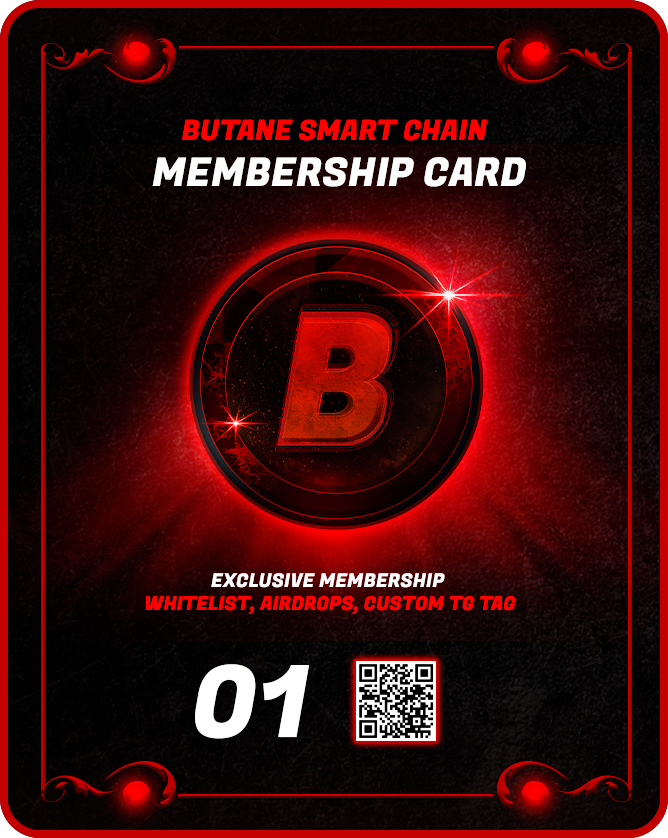 BUTANE SMART CHAIN
MEMBERSHIP CARD
B
EXCLUSIVE MEMBERSHIP
WHITELIST, AIRDROPS, CUSTOM TG TAG
01